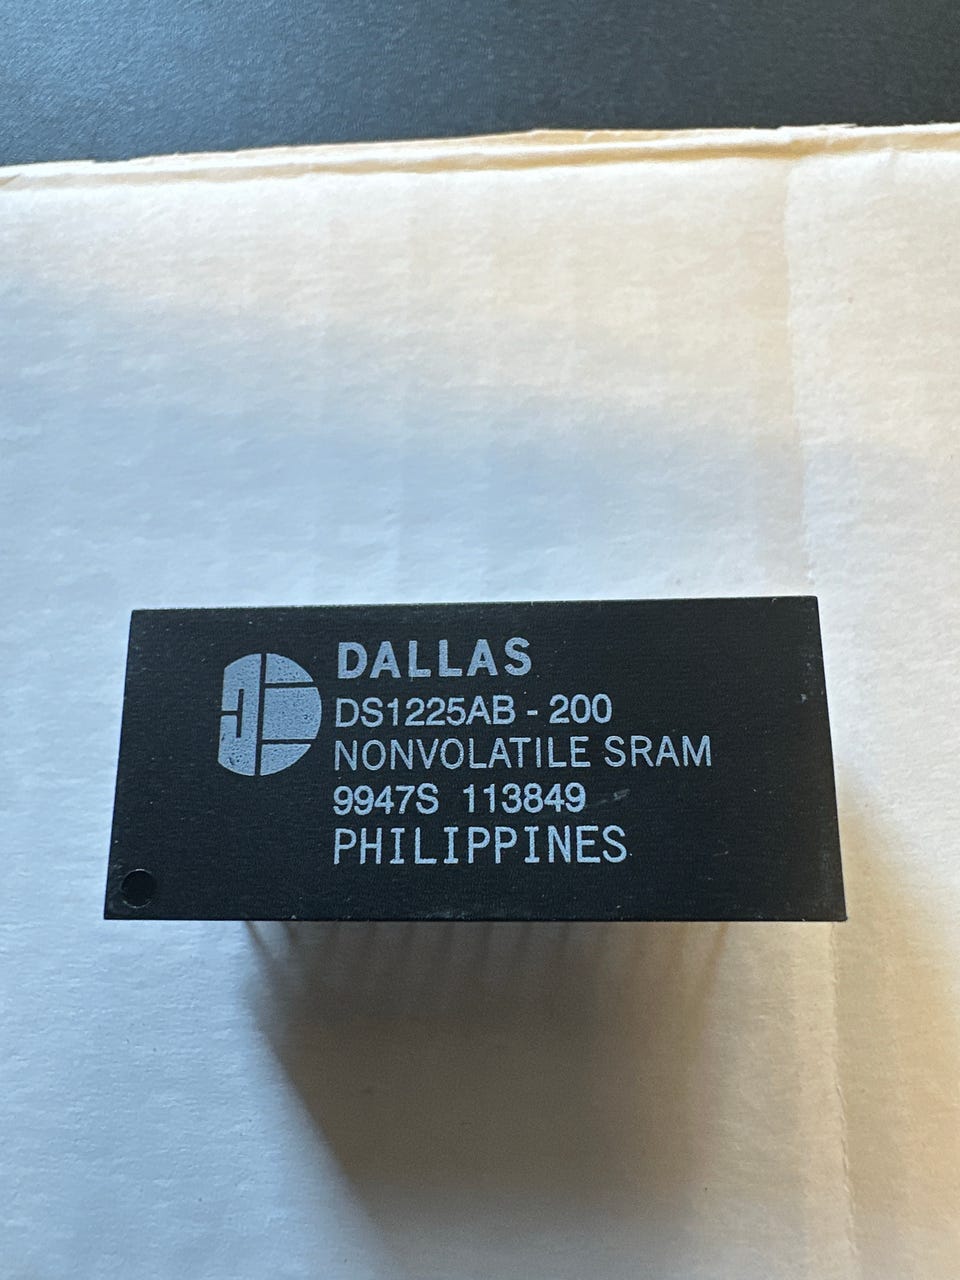 DALLAS
DS1225AB - 200
NONVOLATILE SRAM
9947S 113849
PHILIPPINES